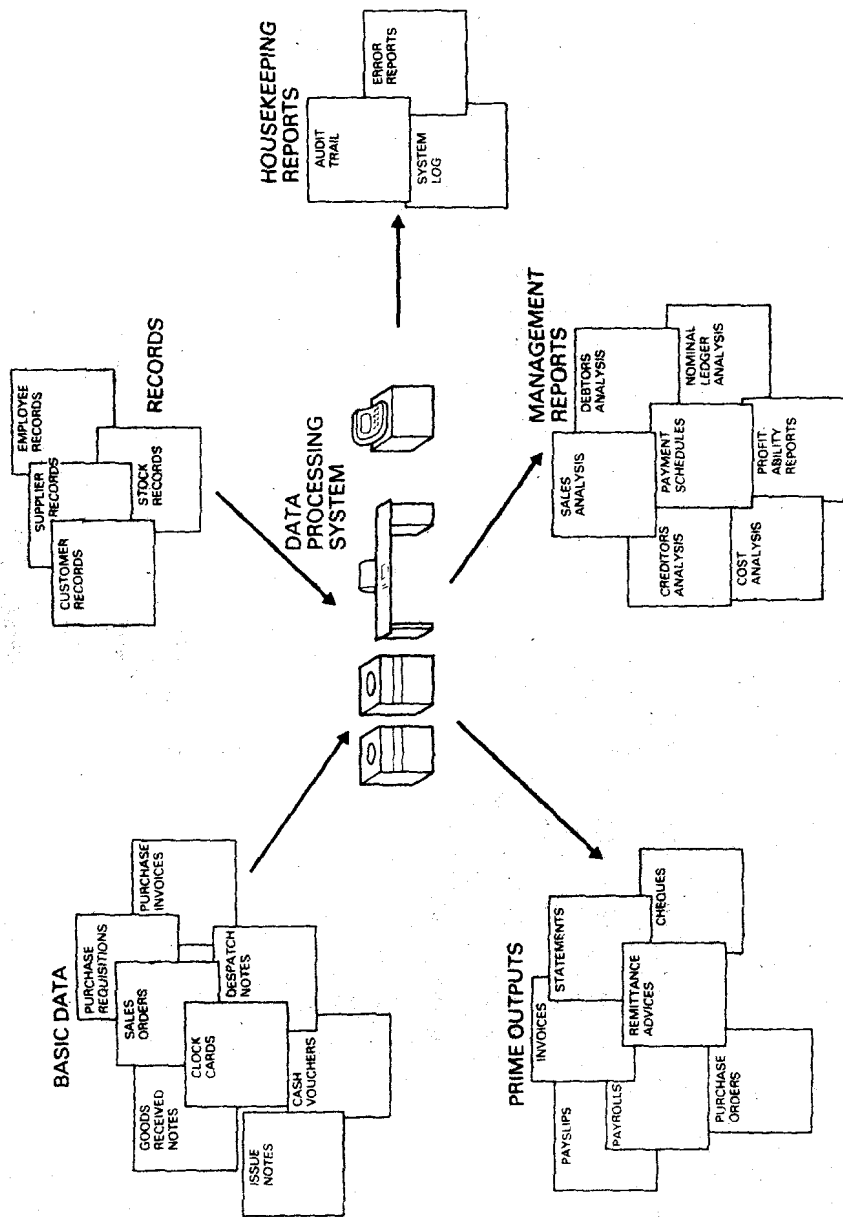 BASIC DATA
PURCHASE
REQUISITIONS
PURCHASE
INVOICES
SALES
ORDERS
DESPATCH
NOTES
GOODS
RECEIVED
NOTES
CLOCK
CARDS
CASH
VOUCHERS
ISSUE
NOTES
EMPLOYEE
RECORDS
SUPPLIER
RECORDS
CUSTOMER
RECORDS
STOCK
RECORDS
RECORDS
DATA
PROCESSING
SYSTEM
HOUSEKEEPING
REPORTS
AUDIT
TRAIL
ERROR
REPORTS
SYSTEM
LOG
PRIME OUTPUTS
INVOICES
STATEMENTS
PAYSLIPS
PAYROLLS
REMITTANCE
ADVICES
CHEQUES
PURCHASE
ORDERS
MANAGEMENT
REPORTS
SALES
ANALYSIS
DEBTORS
ANALYSIS
CREDITORS
ANALYSIS
PAYMENT
SCHEDULES
NOMINAL
LEDGER
ANALYSIS
COST
ANALYSIS
PROFIT-
ABILITY
REPORTS